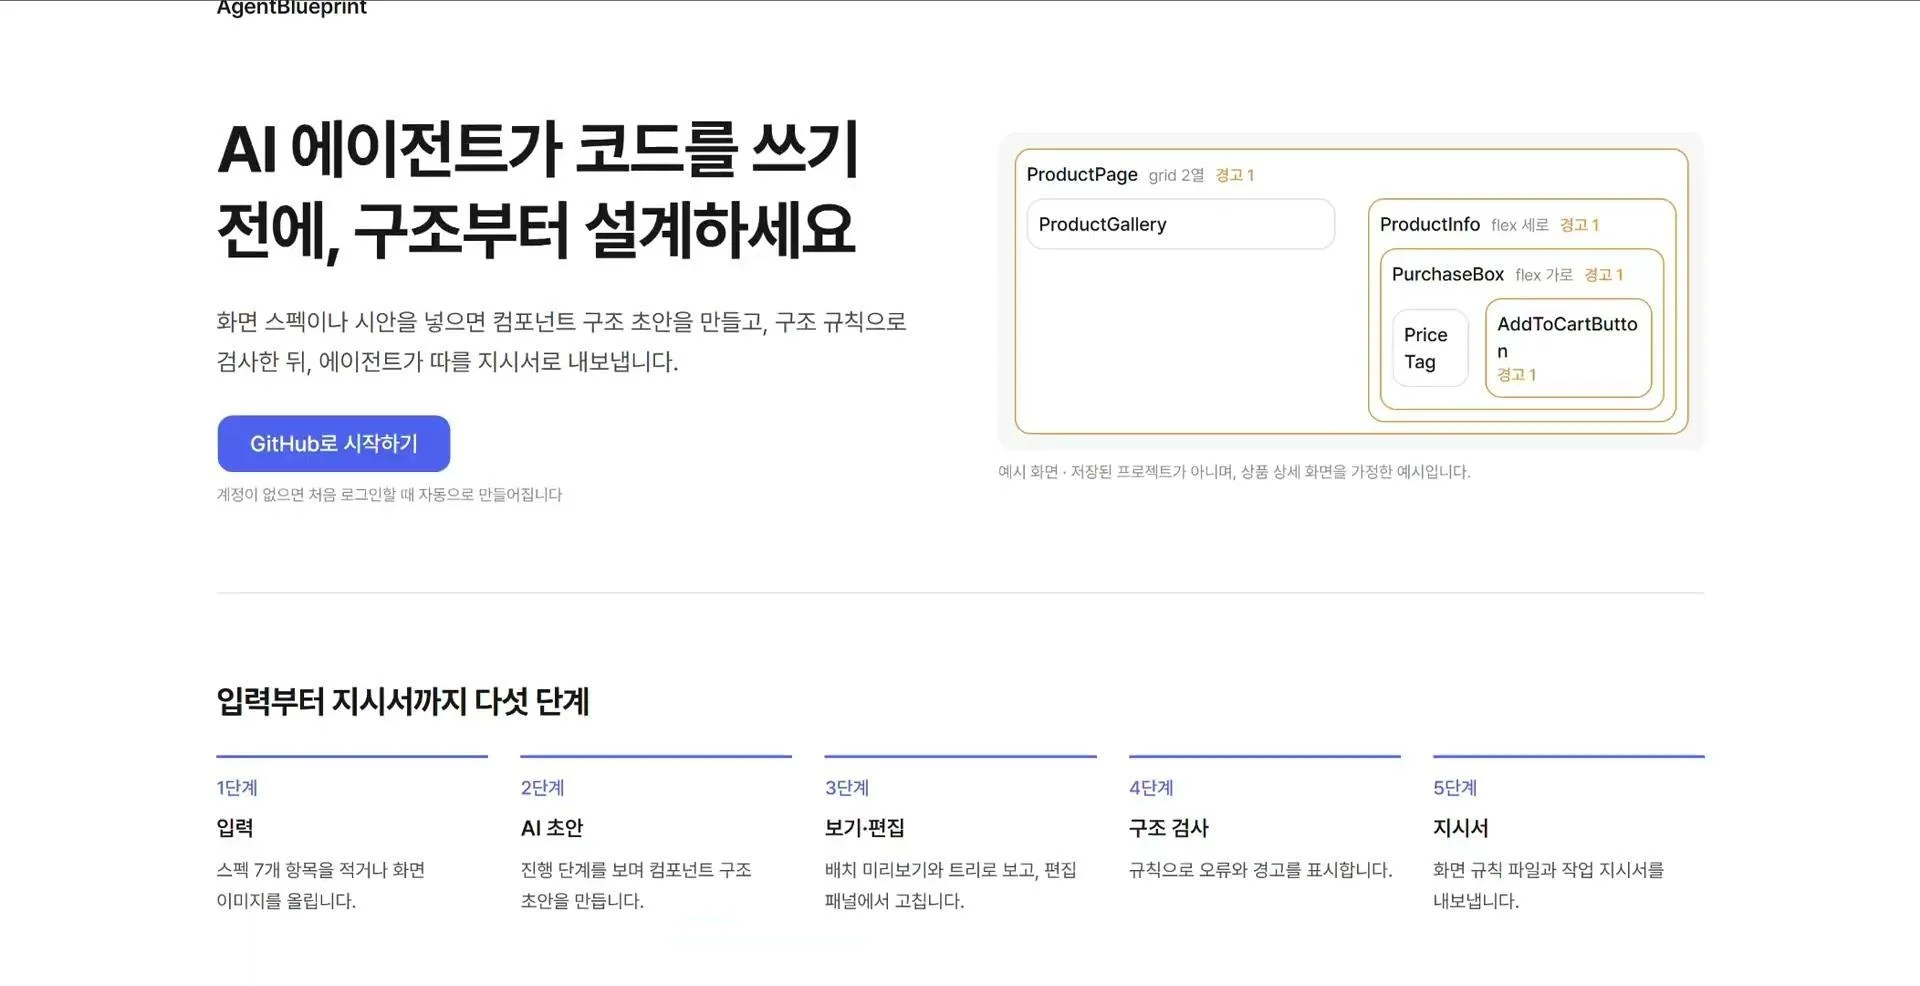 AgentBlueprint
AI 에이전트가 코드를 쓰기
전에, 구조부터 설계하세요
화면 스펙이나 시안을 넣으면 컴포넌트 구조 초안을 만들고, 구조 규칙으로
검사한 뒤, 에이전트가 따를 지시서로 내보냅니다.
GitHub로 시작하기
계정이 없으면 처음 로그인할 때 자동으로 만들어집니다
ProductPage grid 2열 경고 1
ProductGallery
ProductInfo flex 세로 경고 1
PurchaseBox flex 가로 경고 1
Price
Tag
AddToCartButto
n
경고 1
예시 화면 · 저장된 프로젝트가 아니며, 상품 상세 화면을 가정한 예시입니다.
입력부터 지시서까지 다섯 단계
1단계
입력
스펙 7개 항목을 적거나 화면
이미지를 올립니다.
2단계
AI 초안
진행 단계를 보며 컴포넌트 구조
초안을 만듭니다.
3단계
보기·편집
배치 미리보기와 트리로 보고, 편집
패널에서 고칩니다.
4단계
구조 검사
규칙으로 오류와 경고를 표시합니다.
5단계
지시서
화면 규칙 파일과 작업 지시서를
내보냅니다.